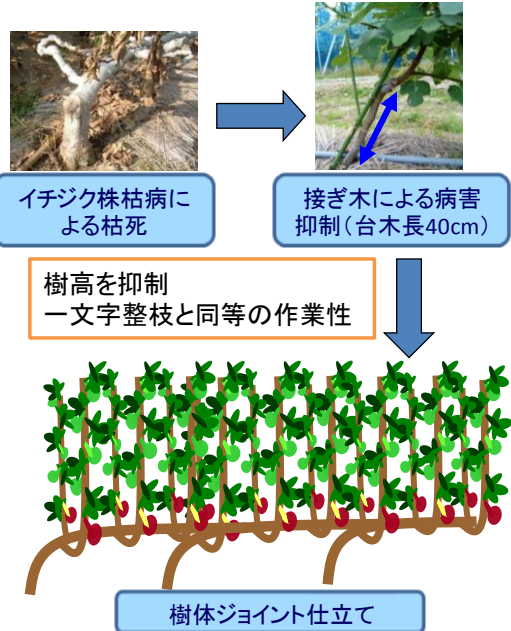 イチジク株枯病に
よる枯死
接ぎ木による病害
抑制（台木長40cm）
樹高を抑制
一文字整枝と同等の作業性
樹体ジョイント仕立て